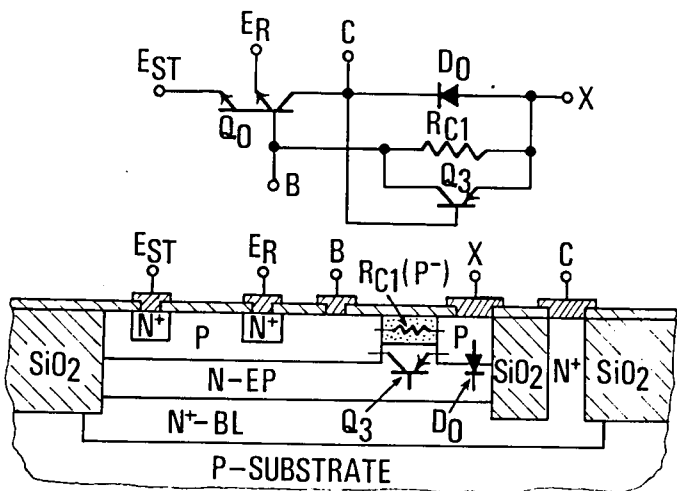 E_ST
E_R
C
D_0
X
R_C1
Q_0
Q_3
B
E_ST E_R B R_C1(P⁻) X C
N⁺ P N⁺ P N⁺
SiO₂ SiO₂ SiO₂
N-EP
N⁺-BL Q_3 D_0
P-SUBSTRATE